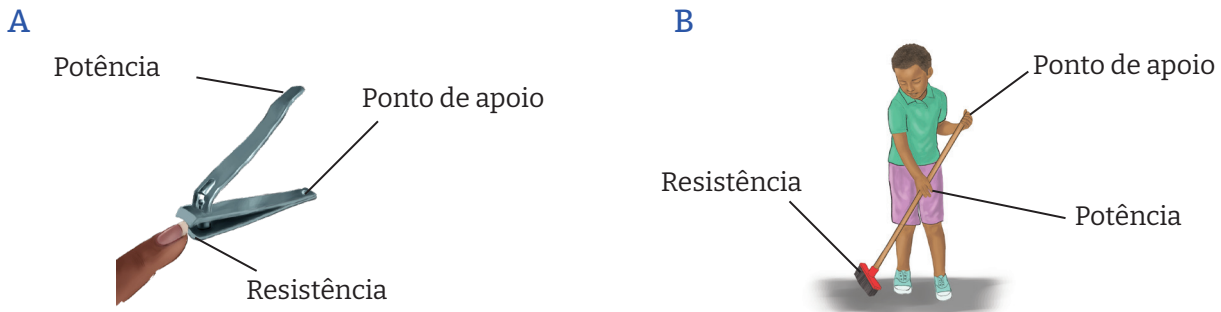 A
Potência
Ponto de apoio
Resistência
B
Ponto de apoio
Resistência
Potência